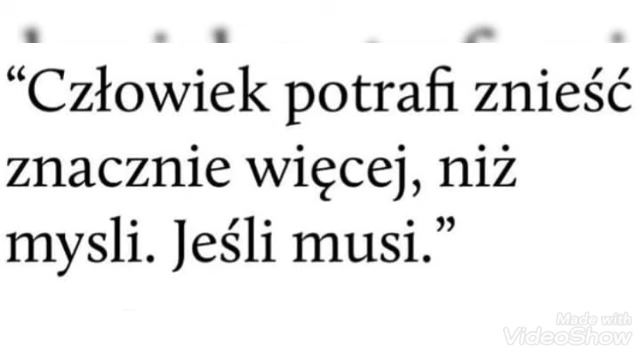 “Człowiek potrafi znieść
znacznie więcej, niż
mysli. Jeśli musi.”
Made with
VideoShow